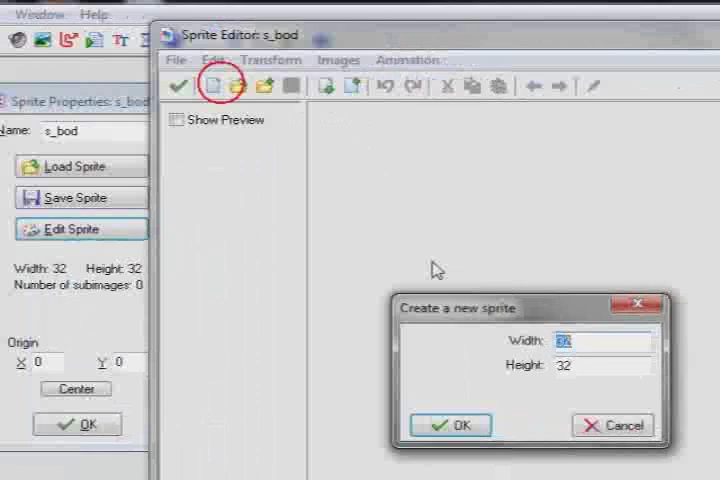 Window Help
Sprite Editor: s_bod
File Edit Transform Images Animation
Sprite Properties: s_bod
Name: s_bod
Show Preview
Load Sprite
Save Sprite
Edit Sprite
Width: 32 Height: 32
Number of subimages: 0
Origin
X 0 Y 0
Center
OK
Create a new sprite
Width: 32
Height: 32
OK Cancel